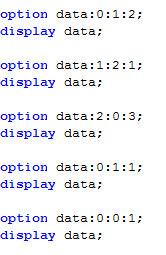 option data:0:1:2;
display data;
option data:1:2:1;
display data;
option data:2:0:3;
display data;
option data:0:1:1;
display data;
option data:0:0:1;
display data;